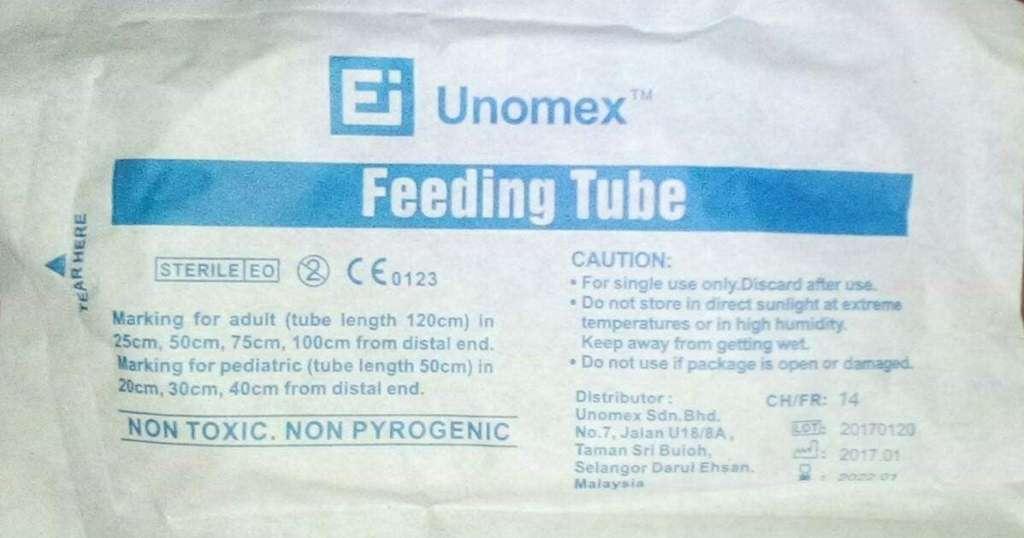 Ei Unomex™
Feeding Tube
TEAR HERE
STERILE EO 2 CE 0123
Marking for adult (tube length 120cm) in
25cm, 50cm, 75cm, 100cm from distal end.
Marking for pediatric (tube length 50cm) in
20cm, 30cm, 40cm from distal end.
NON TOXIC. NON PYROGENIC
CAUTION:
• For single use only.Discard after use.
• Do not store in direct sunlight at extreme
temperatures or in high humidity.
Keep away from getting wet.
• Do not use if package is open or damaged.
Distributor :
Unomex Sdn.Bhd.
No.7, Jalan U18/8A,
Taman Sri Buloh,
Selangor Darul Ehsan.
Malaysia
CH/FR: 14
LOT: 20170120
: 2017.01
: 2022.01